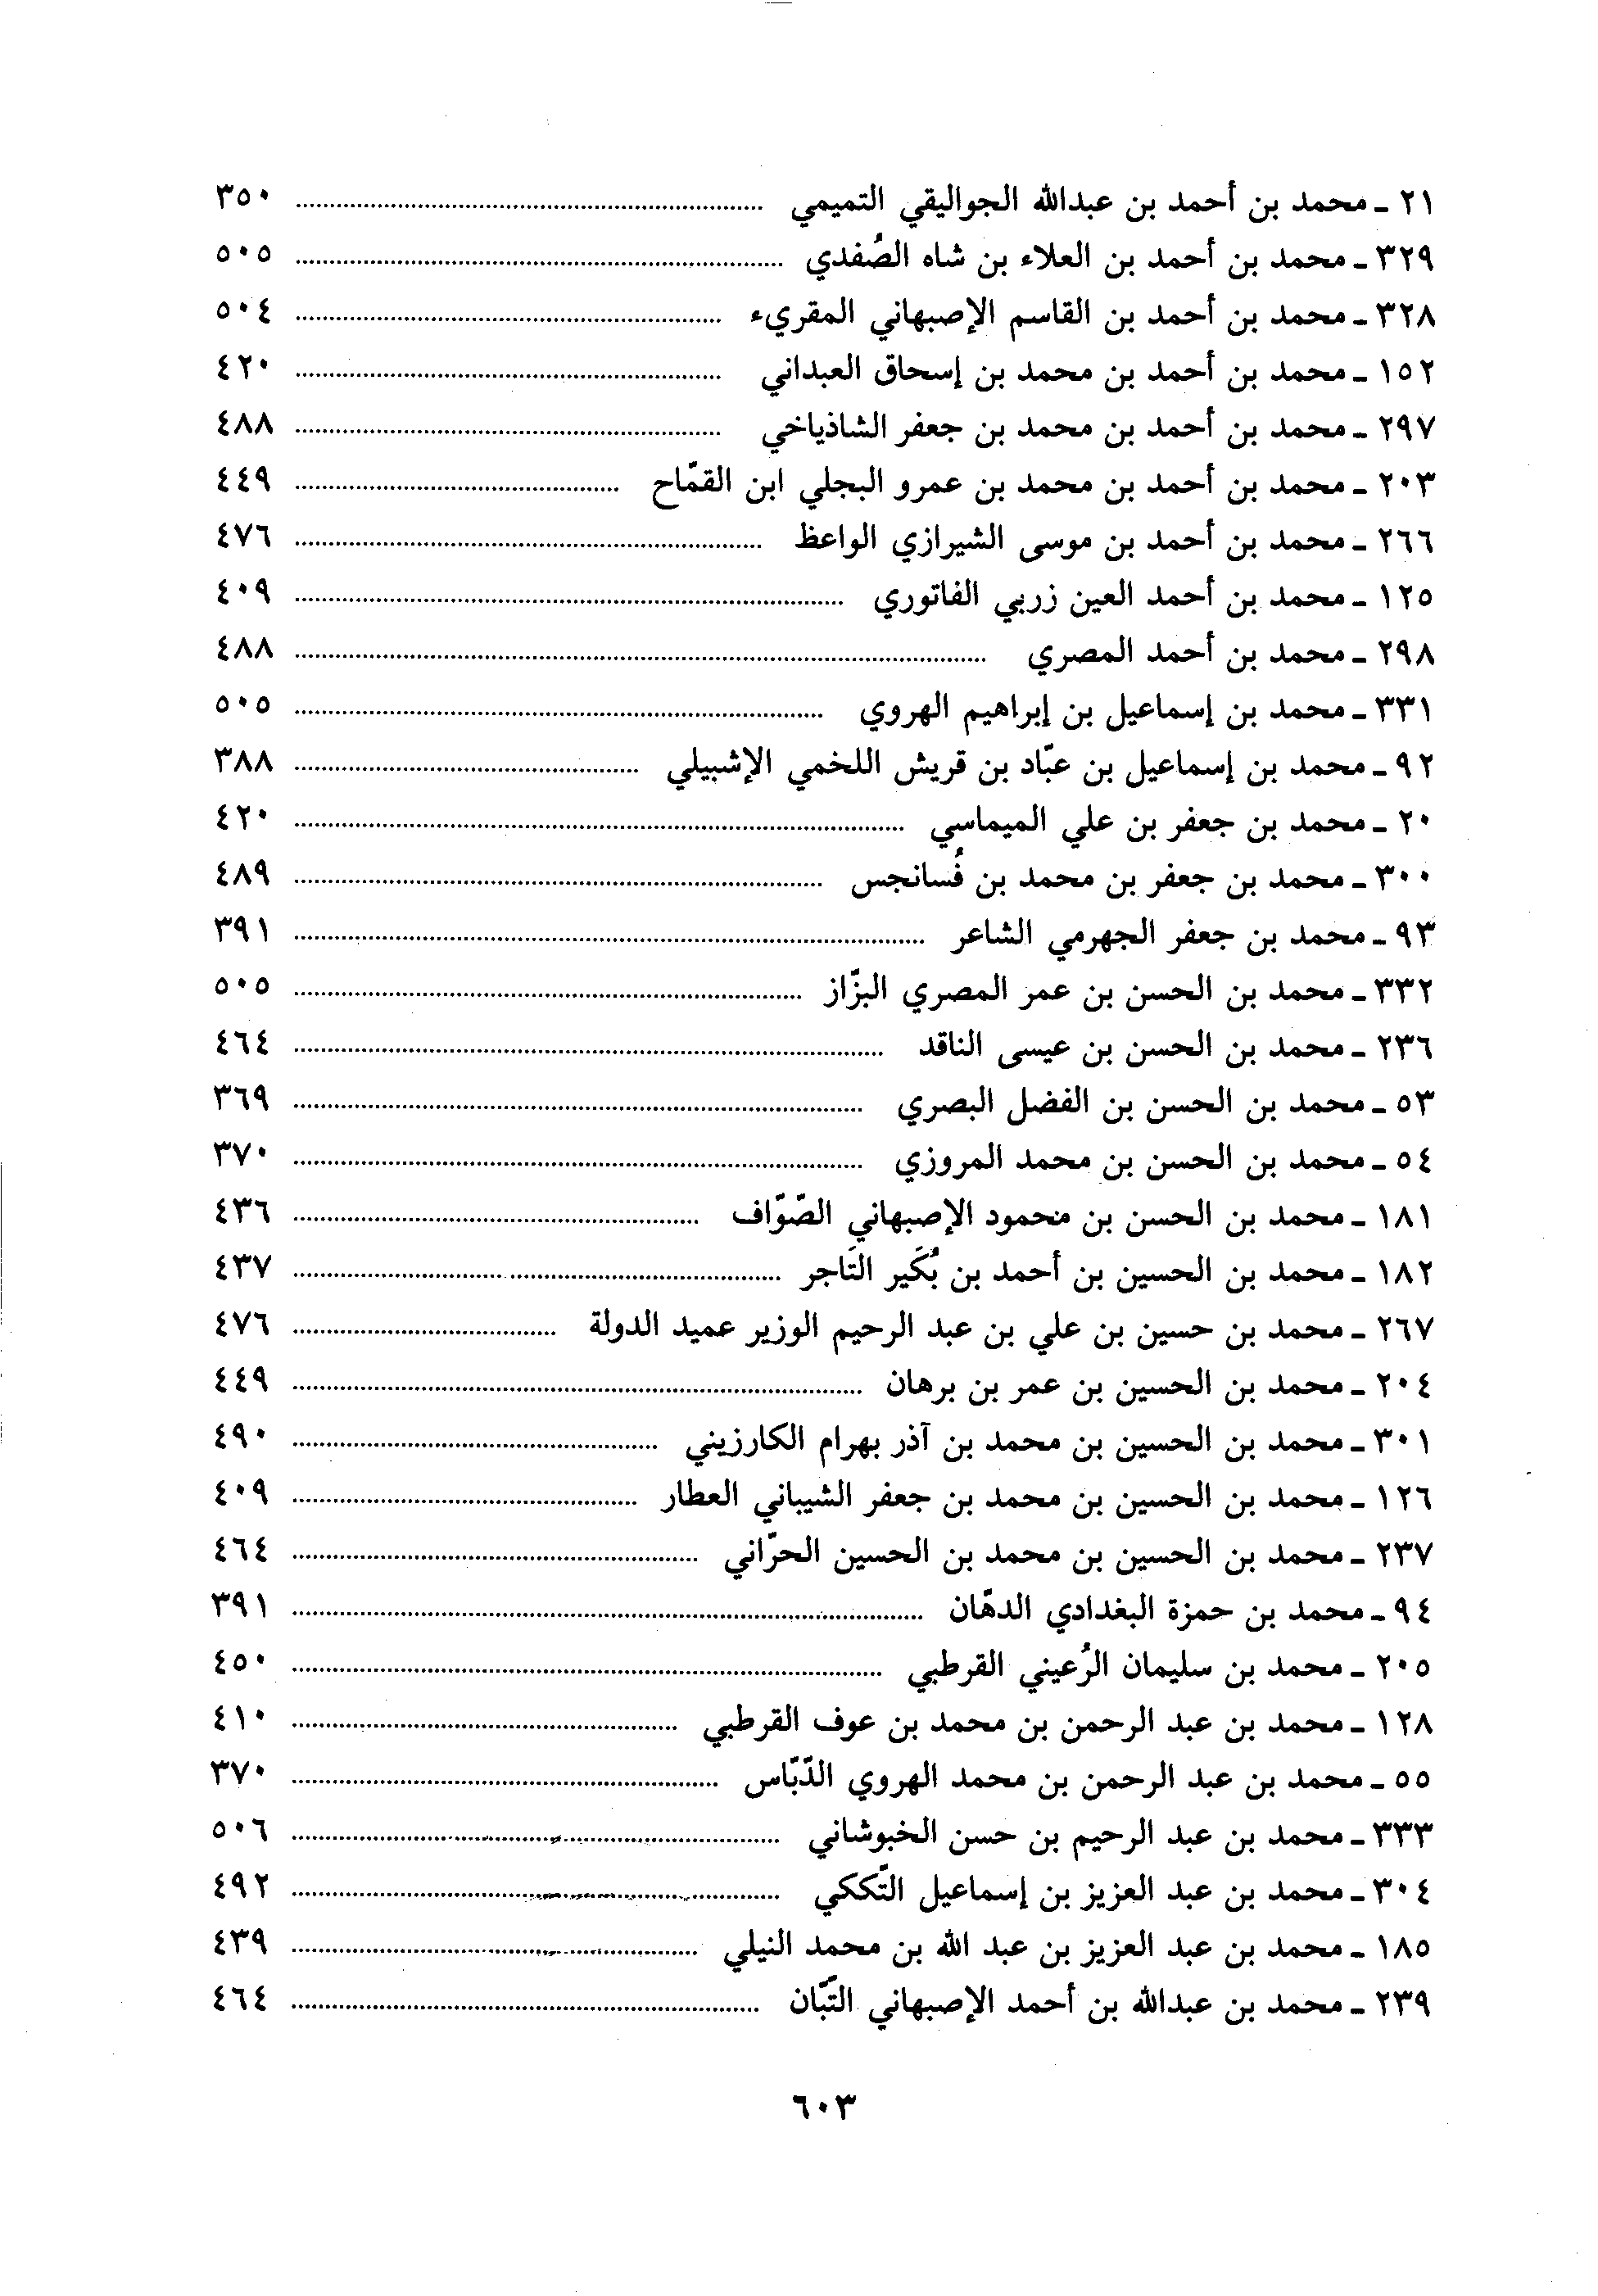 ٢١ ـ محمد بن أحمد بن عبدالله الجواليقي التميمي ........ ٣٥٠
٣٢٩ ـ محمد بن أحمد بن العلاء بن شاه الصُفدي ........ ٥٠٥
٣٢٨ ـ محمد بن أحمد بن القاسم الإصبهاني المقريء ........ ٥٠٤
١٥٢ ـ محمد بن أحمد بن محمد بن إسحاق العبداني ........ ٤٢٠
٢٩٧ ـ محمد بن أحمد بن محمد بن جعفر الشاذياخي ........ ٤٨٨
٢٠٣ ـ محمد بن أحمد بن محمد بن عمرو البجلي ابن القمّاح ........ ٤٤٩
٢٦٦ ـ محمد بن أحمد بن موسى الشيرازي الواعظ ........ ٤٧٦
١٢٥ ـ محمد بن أحمد العين زربي الفاتوري ........ ٤٠٩
٢٩٨ ـ محمد بن أحمد المصري ........ ٤٨٨
٣٣١ ـ محمد بن إسماعيل بن إبراهيم الهروي ........ ٥٠٥
٩٢ ـ محمد بن إسماعيل بن عبّاد بن قريش اللخمي الإشبيلي ........ ٣٨٨
٢٠ ـ محمد بن جعفر بن علي الميماسي ........ ٤٢٠
٣٠٠ ـ محمد بن جعفر بن محمد بن فُسانجس ........ ٤٨٩
٩٣ ـ محمد بن جعفر الجهرمي الشاعر ........ ٣٩١
٣٣٢ ـ محمد بن الحسن بن عمر المصري البزّاز ........ ٥٠٥
٢٣٦ ـ محمد بن الحسن بن عيسى الناقد ........ ٤٦٤
٥٣ ـ محمد بن الحسن بن الفضل البصري ........ ٣٦٩
٥٤ ـ محمد بن الحسن بن محمد المروزي ........ ٣٧٠
١٨١ ـ محمد بن الحسن بن محمود الإصبهاني الصّوّاف ........ ٤٣٦
١٨٢ ـ محمد بن الحسين بن أحمد بن بُكَير التَاجر ........ ٤٣٧
٢٦٧ ـ محمد بن حسين بن علي بن عبد الرحيم الوزير عميد الدولة ........ ٤٧٦
٢٠٤ ـ محمد بن الحسين بن عمر بن برهان ........ ٤٤٩
٣٠١ ـ محمد بن الحسين بن محمد بن آذر بهرام الكارزيني ........ ٤٩٠
١٢٦ ـ محمد بن الحسين بن محمد بن جعفر الشيباني العطار ........ ٤٠٩
٢٣٧ ـ محمد بن الحسين بن محمد بن الحسين الحرّاني ........ ٤٦٤
٩٤ ـ محمد بن حمزة البغدادي الدهّان ........ ٣٩١
٢٠٥ ـ محمد بن سليمان الرُعيني القرطبي ........ ٤٥٠
١٢٨ ـ محمد بن عبد الرحمن بن محمد بن عوف القرطبي ........ ٤١٠
٥٥ ـ محمد بن عبد الرحمن بن محمد الهروي الدّبّاس ........ ٣٧٠
٣٣٣ ـ محمد بن عبد الرحيم بن حسن الخبوشاني ........ ٥٠٦
٣٠٤ ـ محمد بن عبد العزيز بن إسماعيل التّككي ........ ٤٩٢
١٨٥ ـ محمد بن عبد العزيز بن عبد الله بن محمد النيلي ........ ٤٣٩
٢٣٩ ـ محمد بن عبدالله بن أحمد الإصبهاني التّبّان ........ ٤٦٤
٦٠٣